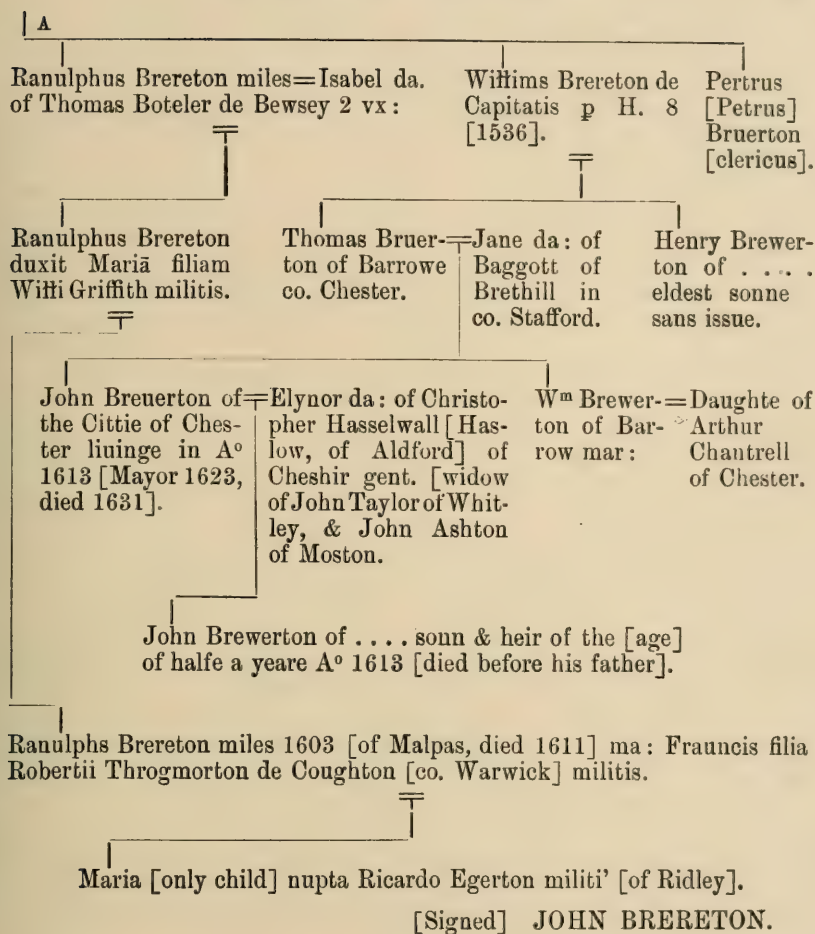 A
Ranulphus Brereton miles=Isabel da.
of Thomas Boteler de Bewsey 2 vx:
Wiłłims Brereton de
Capitatis p H. 8
[1536].
Pertrus
[Petrus]
Bruerton
[clericus].
Ranulphus Brereton
duxit Mariā filiam
Wiłłi Griffith militis.
Thomas Bruer-
ton of Barrowe
co. Chester.
Jane da: of
Baggott of
Brethill in
co. Stafford.
Henry Brewer-
ton of . . . .
eldest sonne
sans issue.
John Breuerton of
the Cittie of Ches-
ter liuinge in Aº
1613 [Mayor 1623,
died 1631].
Elynor da: of Christo-
pher Hasselwall [Has-
low, of Aldford] of
Cheshir gent. [widow
of John Taylor of Whit-
ley, & John Ashton
of Moston.
Wᵐ Brewer-
ton of Bar-
row mar:
=Daughte of
Arthur
Chantrell
of Chester.
John Brewerton of . . . . sonn & heir of the [age]
of halfe a yeare Aº 1613 [died before his father].
Ranulphs Brereton miles 1603 [of Malpas, died 1611] ma: Frauncis filia
Robertii Throgmorton de Coughton [co. Warwick] militis.
Maria [only child] nupta Ricardo Egerton militi' [of Ridley].
[Signed] JOHN BRERETON.